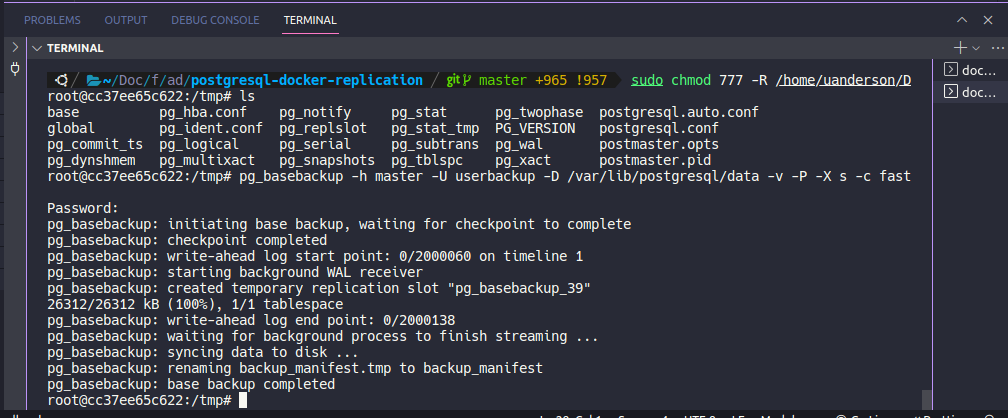 PROBLEMS OUTPUT DEBUG CONSOLE TERMINAL
TERMINAL
~/Doc/f/ad/postgresql-docker-replication / git master +965 !957 sudo chmod 777 -R /home/uanderson/D
root@cc37ee65c622:/tmp# ls
base pg_hba.conf pg_notify pg_stat pg_twophase postgresql.auto.conf
global pg_ident.conf pg_replslot pg_stat_tmp PG_VERSION postgresql.conf
pg_commit_ts pg_logical pg_serial pg_subtrans pg_wal postmaster.opts
pg_dynshmem pg_multixact pg_snapshots pg_tblspc pg_xact postmaster.pid
root@cc37ee65c622:/tmp# pg_basebackup -h master -U userbackup -D /var/lib/postgresql/data -v -P -X s -c fast
Password:
pg_basebackup: initiating base backup, waiting for checkpoint to complete
pg_basebackup: checkpoint completed
pg_basebackup: write-ahead log start point: 0/2000060 on timeline 1
pg_basebackup: starting background WAL receiver
pg_basebackup: created temporary replication slot "pg_basebackup_39"
26312/26312 kB (100%), 1/1 tablespace
pg_basebackup: write-ahead log end point: 0/2000138
pg_basebackup: waiting for background process to finish streaming ...
pg_basebackup: syncing data to disk ...
pg_basebackup: renaming backup_manifest.tmp to backup_manifest
pg_basebackup: base backup completed
root@cc37ee65c622:/tmp#
doc...
doc...